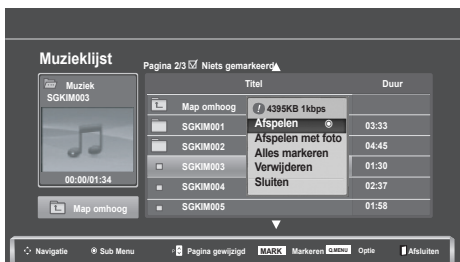 Muzieklijst
Pagina 2/3 Niets gemarkeerd
Muziek
SGKIM003
00:00/01:34
Map omhoog
Titel Duur
Map omhoog
SGKIM001 03:33
SGKIM002 04:45
SGKIM003 01:30
SGKIM004 02:37
SGKIM005 01:58
4395KB 1kbps
Afspelen
Afspelen met foto
Alles markeren
Verwijderen
Sluiten
Navigatie Sub Menu Pagina gewijzigd MARK Markeren Q.MENU Optie Afsluiten